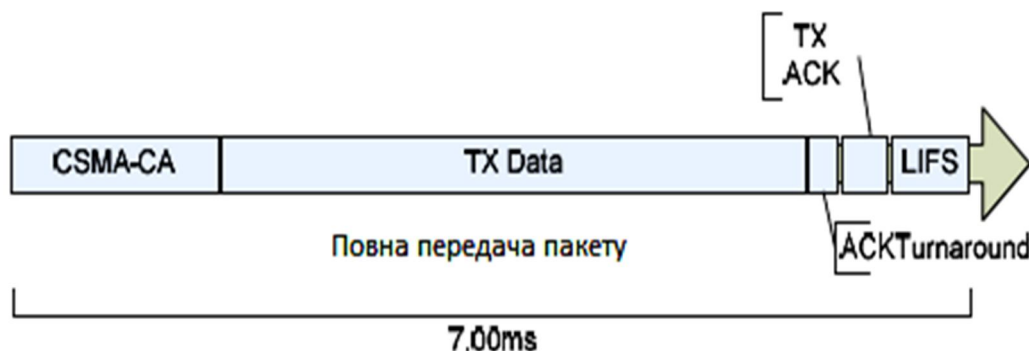 TX
ACK
CSMA-CA
TX Data
LIFS
Повна передача пакету
ACKTurnaround
7.00ms